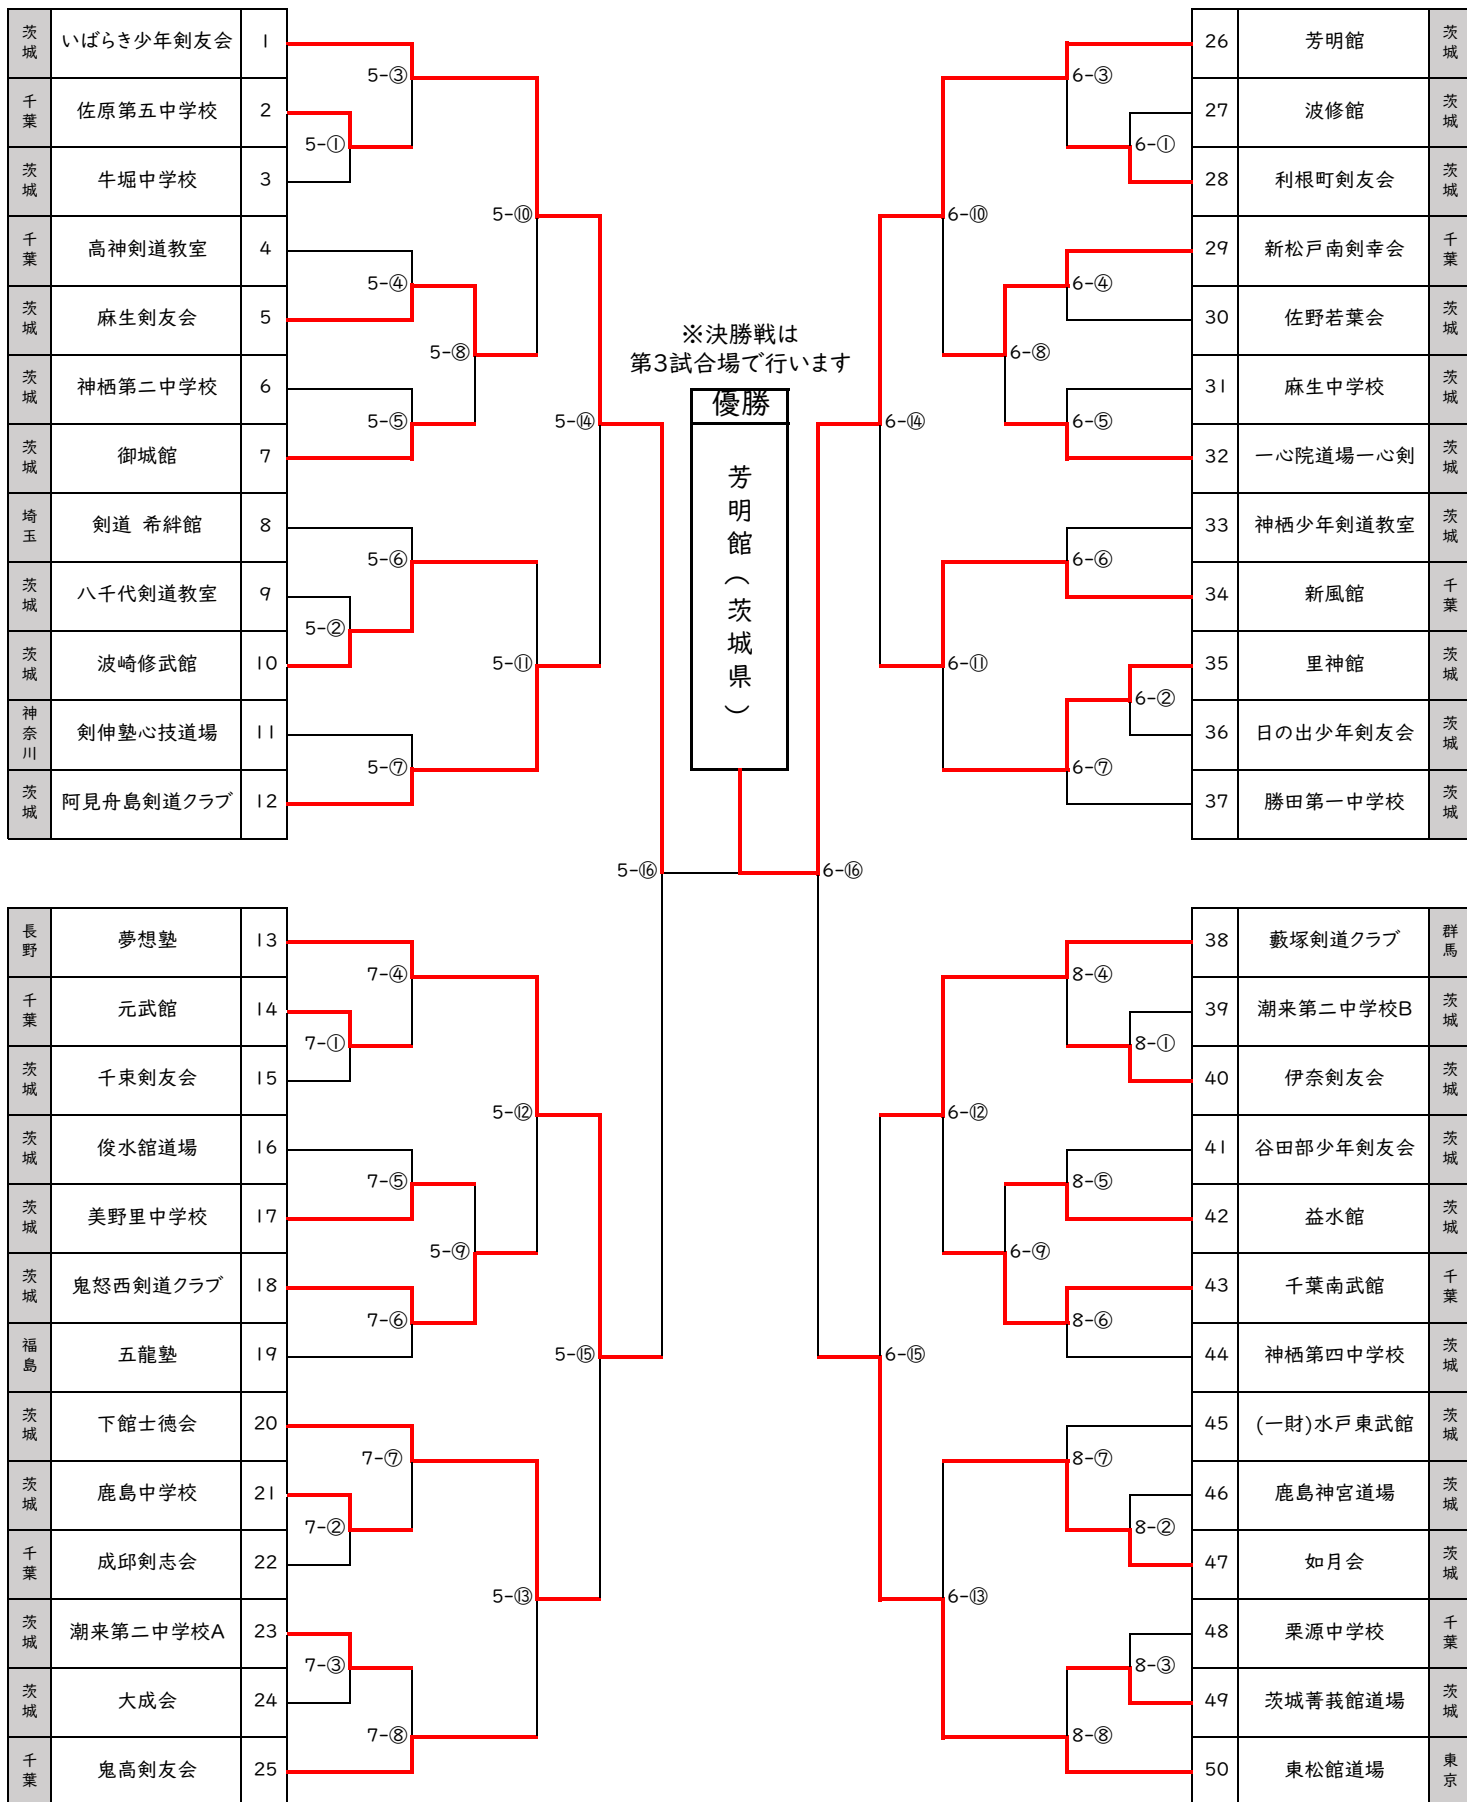 茨城 いばらき少年剣友会 1
千葉 佐原第五中学校 2
茨城 牛堀中学校 3
千葉 高神剣道教室 4
茨城 麻生剣友会 5
茨城 神栖第二中学校 6
茨城 御城館 7
埼玉 剣道 希絆館 8
茨城 八千代剣道教室 9
茨城 波崎修武館 10
神奈川 剣伸塾心技道場 11
茨城 阿見舟島剣道クラブ 12
5-③
5-①
5-⑩
5-④
5-⑧
5-⑤
5-⑭
5-⑥
5-②
5-⑪
5-⑦
※決勝戦は
第3試合場で行います
優勝
芳明館(茨城県)
5-⑯
6-⑯
26 芳明館 茨城
27 波修館 茨城
28 利根町剣友会 茨城
29 新松戸南剣幸会 千葉
30 佐野若葉会 茨城
31 麻生中学校 茨城
32 一心院道場一心剣 茨城
33 神栖少年剣道教室 茨城
34 新風館 千葉
35 里神館 茨城
36 日の出少年剣友会 茨城
37 勝田第一中学校 茨城
6-③
6-①
6-⑩
6-④
6-⑧
6-⑤
6-⑭
6-⑥
6-⑪
6-②
6-⑦
長野 夢想塾 13
千葉 元武館 14
茨城 千束剣友会 15
茨城 俊水舘道場 16
茨城 美野里中学校 17
茨城 鬼怒西剣道クラブ 18
福島 五龍塾 19
茨城 下館士徳会 20
茨城 鹿島中学校 21
千葉 成邱剣志会 22
茨城 潮来第二中学校A 23
茨城 大成会 24
千葉 鬼高剣友会 25
7-④
7-①
5-⑫
7-⑤
5-⑨
7-⑥
5-⑮
7-⑦
7-②
5-⑬
7-③
7-⑧
38 藪塚剣道クラブ 群馬
39 潮来第二中学校B 茨城
40 伊奈剣友会 茨城
41 谷田部少年剣友会 茨城
42 益水館 茨城
43 千葉南武館 千葉
44 神栖第四中学校 茨城
45 (一財)水戸東武館 茨城
46 鹿島神宮道場 茨城
47 如月会 茨城
48 栗源中学校 千葉
49 茨城菁莪館道場 茨城
50 東松館道場 東京
8-④
8-①
6-⑫
8-⑤
6-⑨
8-⑥
6-⑮
8-⑦
8-②
6-⑬
8-③
8-⑧